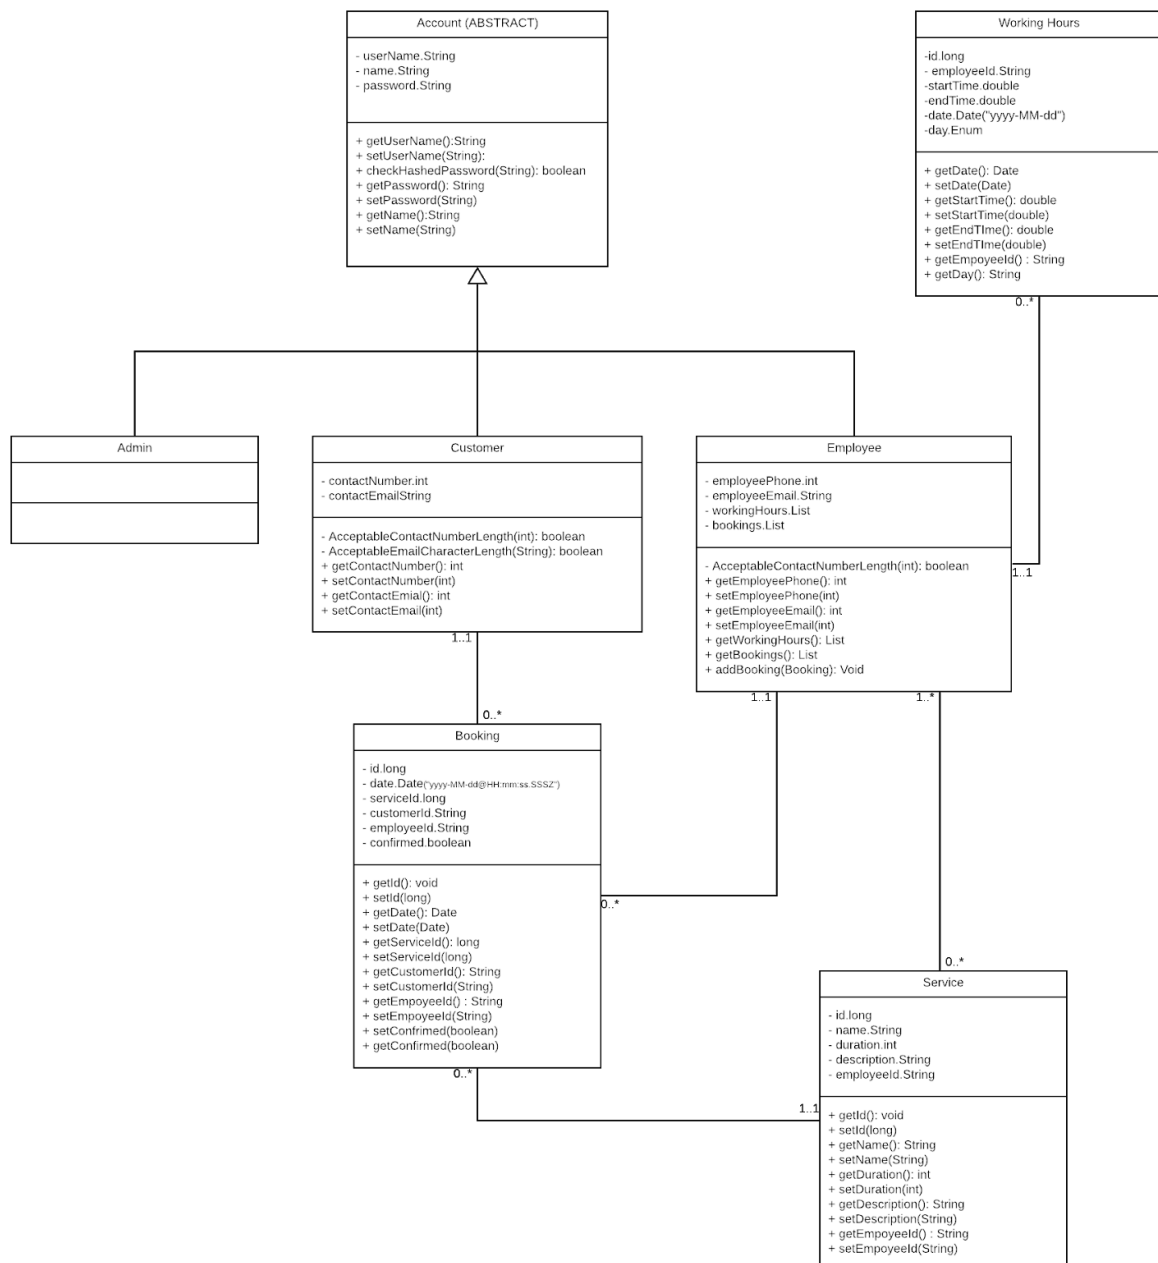 Account (ABSTRACT)
- userName.String
- name.String
- password.String
+ getUserName():String
+ setUserName(String):
+ checkHashedPassword(String): boolean
+ getPassword(): String
+ setPassword(String)
+ getName():String
+ setName(String)
Working Hours
-id.long
- employeeId.String
-startTime.double
-endTime.double
-date.Date("yyyy-MM-dd")
-day.Enum
+ getDate(): Date
+ setDate(Date)
+ getStartTime(): double
+ setStartTime(double)
+ getEndTIme(): double
+ setEndTIme(double)
+ getEmpoyeeId() : String
+ getDay(): String
0..*
Admin
Customer
- contactNumber.int
- contactEmailString
- AcceptableContactNumberLength(int): boolean
- AcceptableEmailCharacterLength(String): boolean
+ getContactNumber(): int
+ setContactNumber(int)
+ getContactEmial(): int
+ setContactEmail(int)
1..1
Employee
- employeePhone.int
- employeeEmail.String
- workingHours.List
- bookings.List
- AcceptableContactNumberLength(int): boolean
+ getEmployeePhone(): int
+ setEmployeePhone(int)
+ getEmployeeEmail(): int
+ setEmployeeEmail(int)
+ getWorkingHours(): List
+ getBookings(): List
+ addBooking(Booking): Void
1..1
1..1
1..*
0..*
Booking
- id.long
- date.Date("yyyy-MM-dd@HH:mm:ss.SSSZ")
- serviceId.long
- customerId.String
- employeeId.String
- confirmed.boolean
+ getId(): void
+ setId(long)
+ getDate(): Date
+ setDate(Date)
+ getServiceId(): long
+ setServiceId(long)
+ getCustomerId(): String
+ setCustomerId(String)
+ getEmpoyeeId() : String
+ setEmpoyeeId(String)
+ setConfrimed(boolean)
+ getConfirmed(boolean)
0..*
0..*
0..*
Service
- id.long
- name.String
- duration.int
- description.String
- employeeId.String
1..1
+ getId(): void
+ setId(long)
+ getName(): String
+ setName(String)
+ getDuration(): int
+ setDuration(int)
+ getDescription(): String
+ setDescription(String)
+ getEmpoyeeId() : String
+ setEmpoyeeId(String)